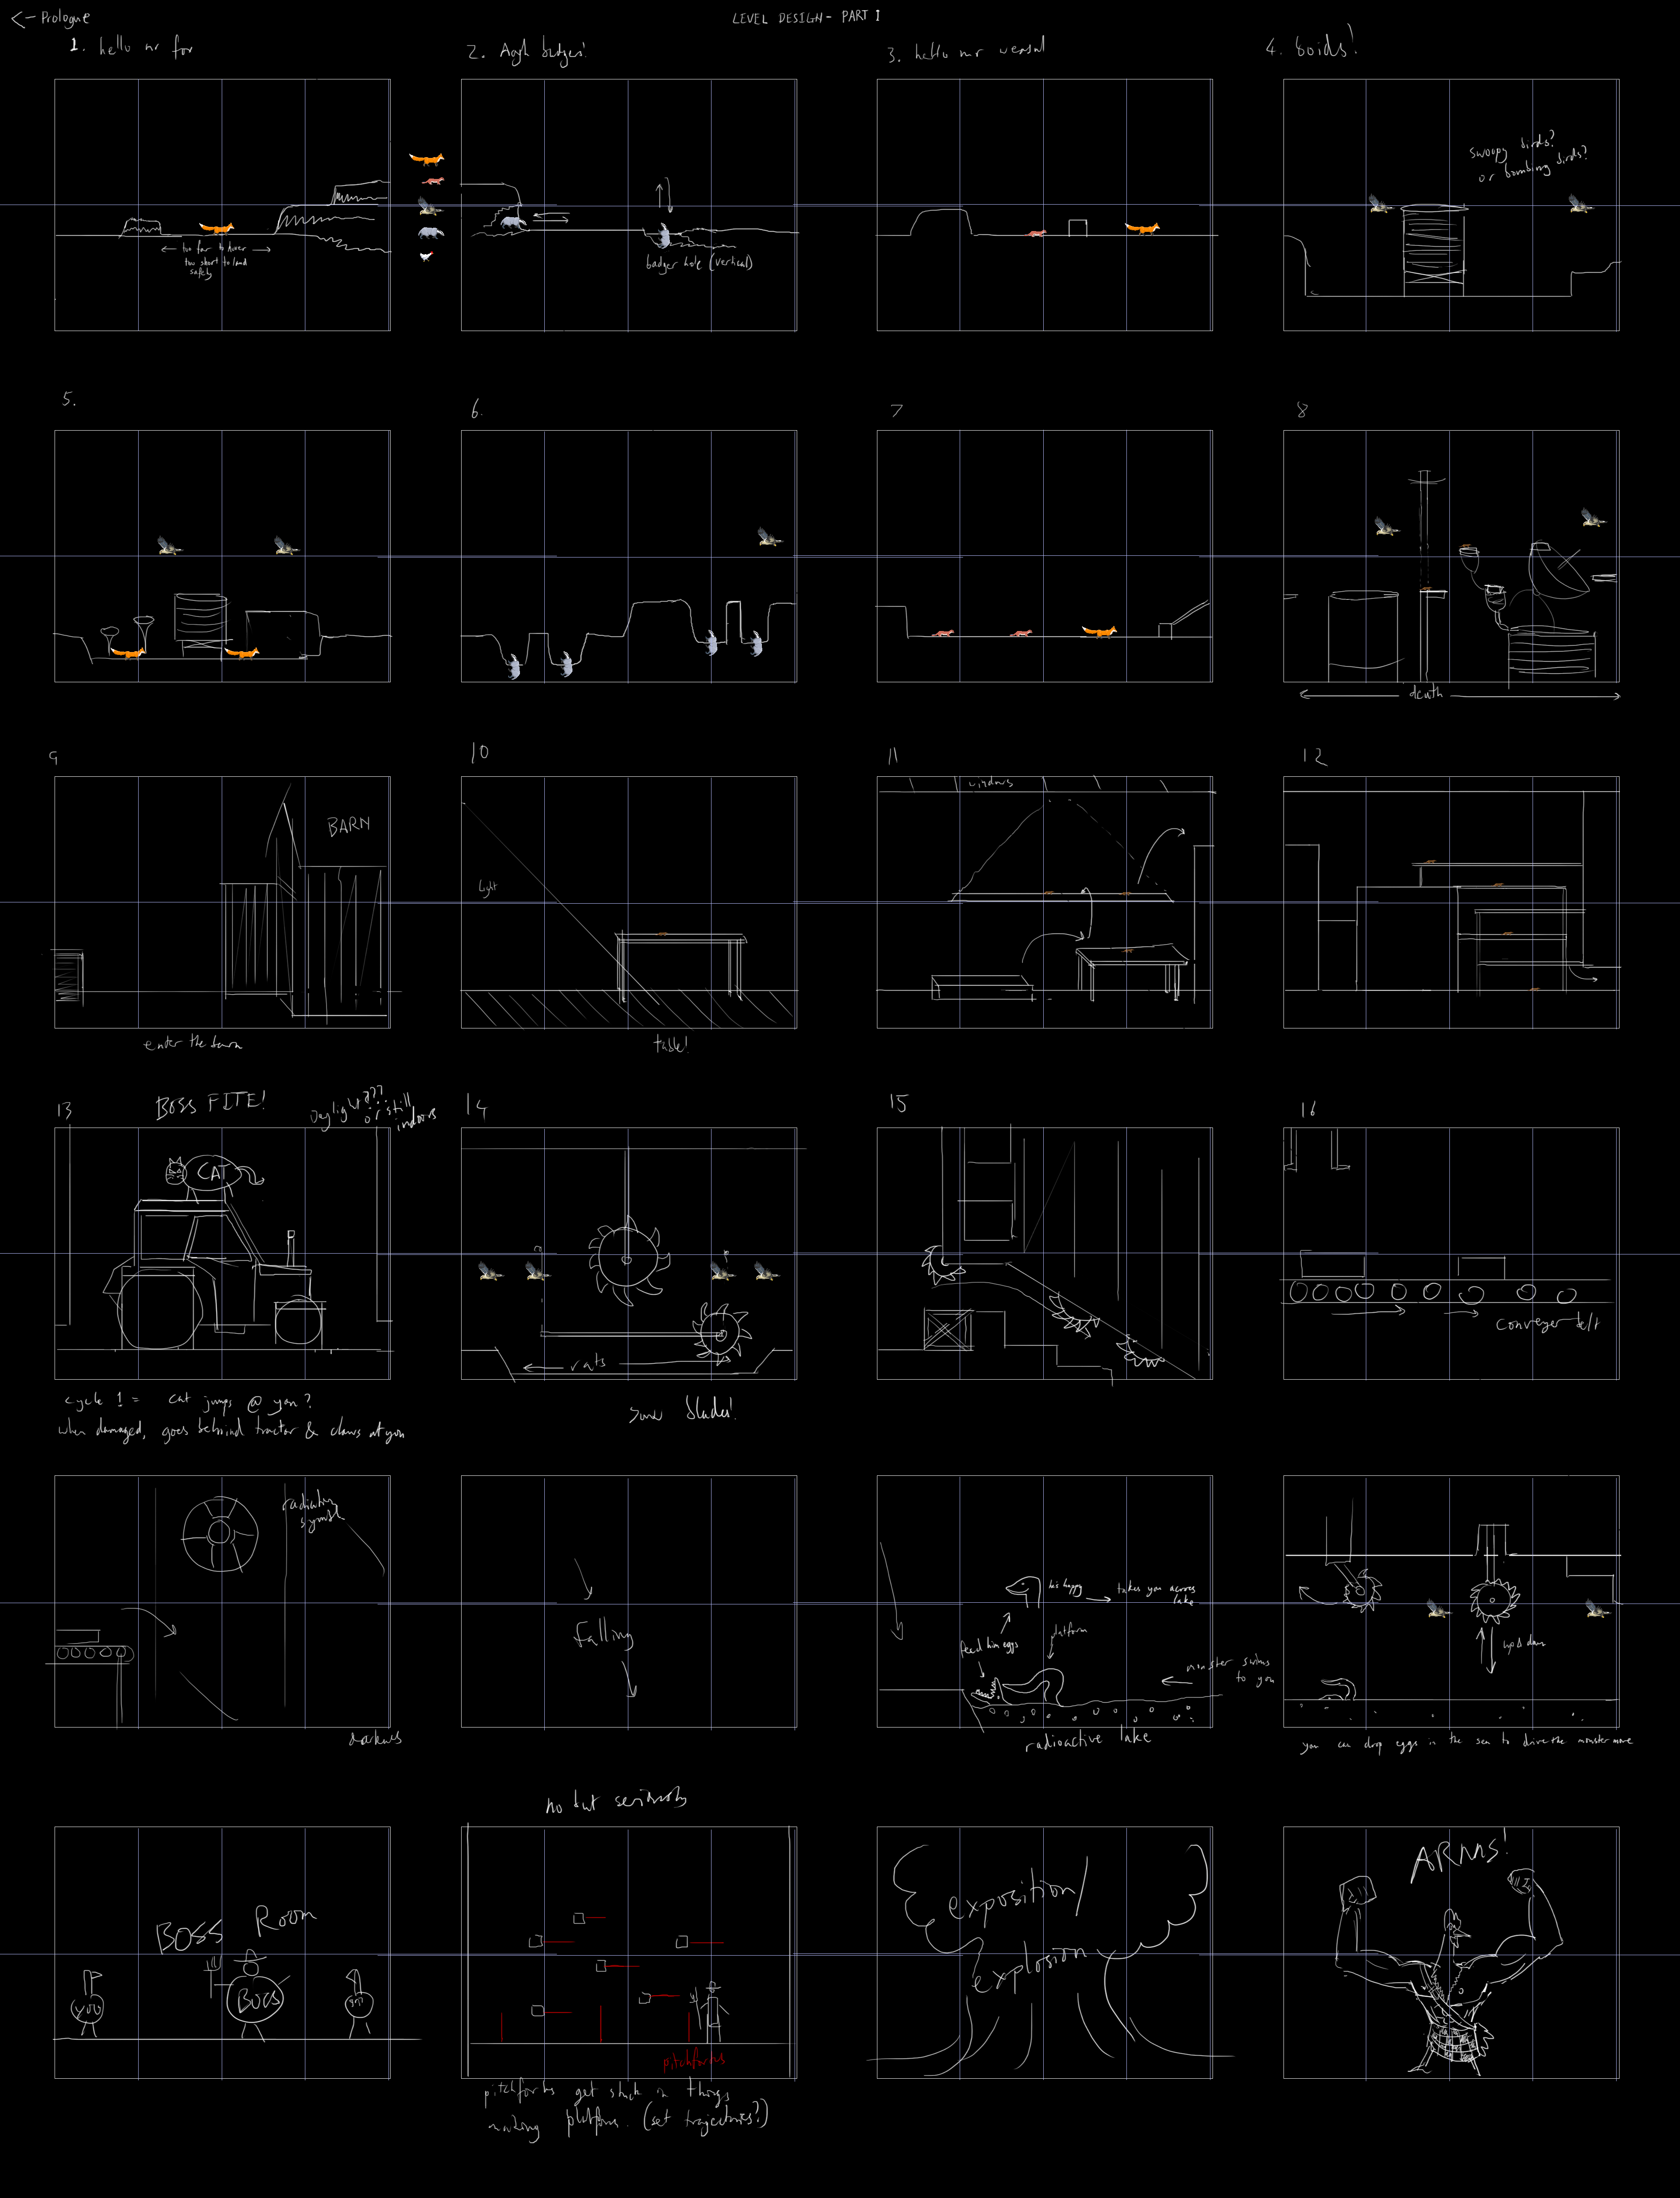 <- Prologue
LEVEL DESIGN - PART I
1. hello mr fox
2. Argh badger!
3. hello mr
4. boids!
too far to hover
too short to land
safely
badger hole (vertical)
swoopy birds?
or bombing birds?
5.
6.
7
8
death
9
10
11
12
BARN
light
windows
enter the barn
table!
13
BOSS FITE!
Daylight???
or still
indoors
14
15
16
CAT
rats
conveyer belt
cycle 1 = cat jumps @ you?
when damaged, goes behind tractor & claws at you
blades!
radiation
symbol
darkness
falling
he's happy
takes you across
lake
feed him eggs
platform
monster swims
to you
radioactive lake
up & down
you can drop eggs in the sea to drive the monster more
BOSS ROOM
YOU
BOSS
no but seriously
pitchforks
pitchforks get stuck in things
making platforms. (set trajectories?)
exposition/
explosion
ARMS!